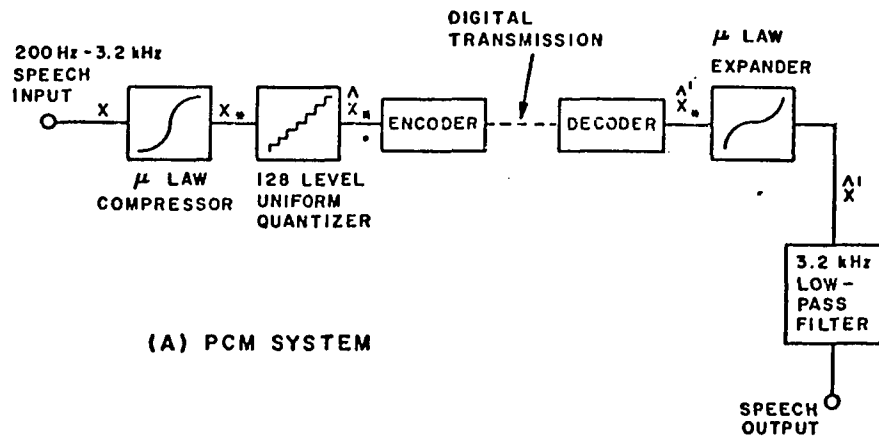 DIGITAL
TRANSMISSION
200 Hz - 3.2 kHz
SPEECH
INPUT
X
μ LAW
COMPRESSOR
X*
128 LEVEL
UNIFORM
QUANTIZER
X̂*
ENCODER
DECODER
X̂'*
μ LAW
EXPANDER
X̂'
3.2 kHz
LOW-
PASS
FILTER
SPEECH
OUTPUT
(A) PCM SYSTEM